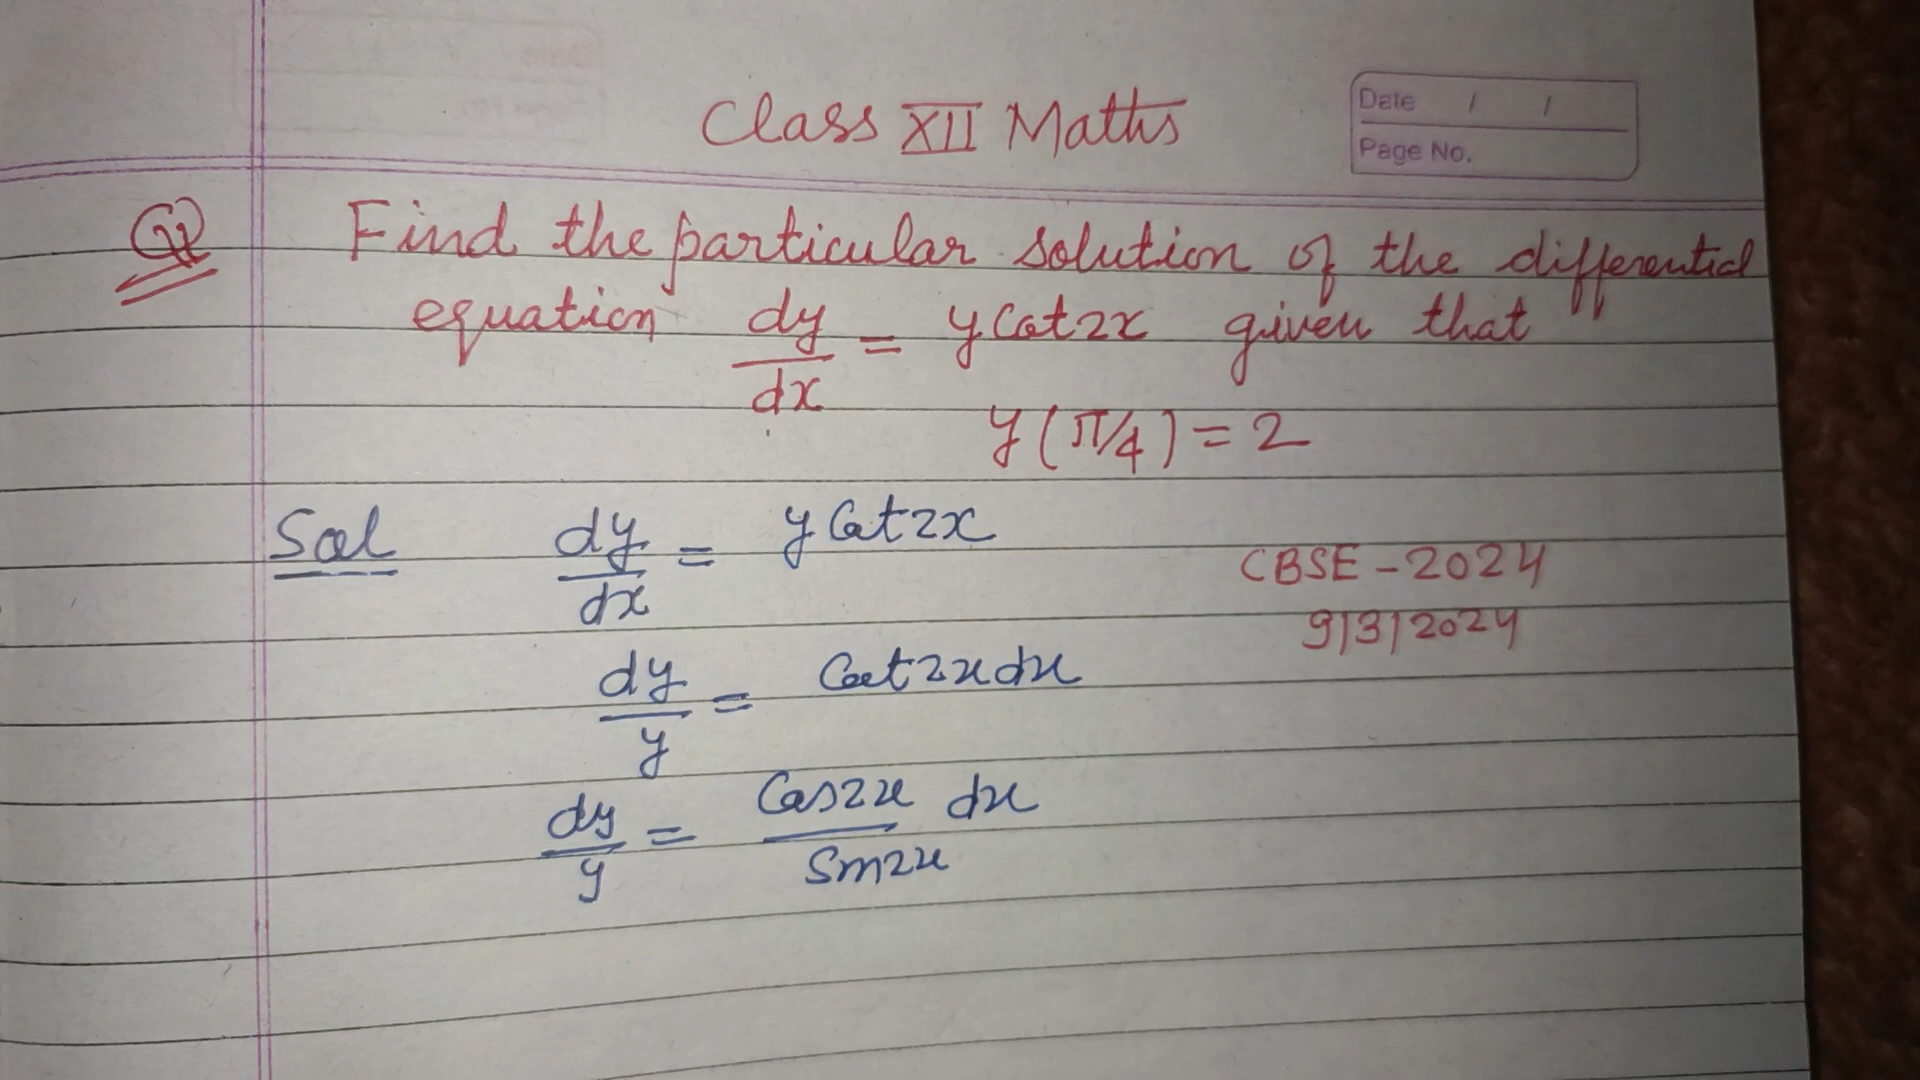 Class XII Maths
Date / /
Page No.
Q Find the particular solution of the differential
equation dy/dx = y Cot2x given that
y(π/4) = 2
Sol dy/dx = y Cot2x
CBSE - 2024
9/3/2024
dy/y = Cot2x dx
dy/y = Cos2x/Sin2x dx